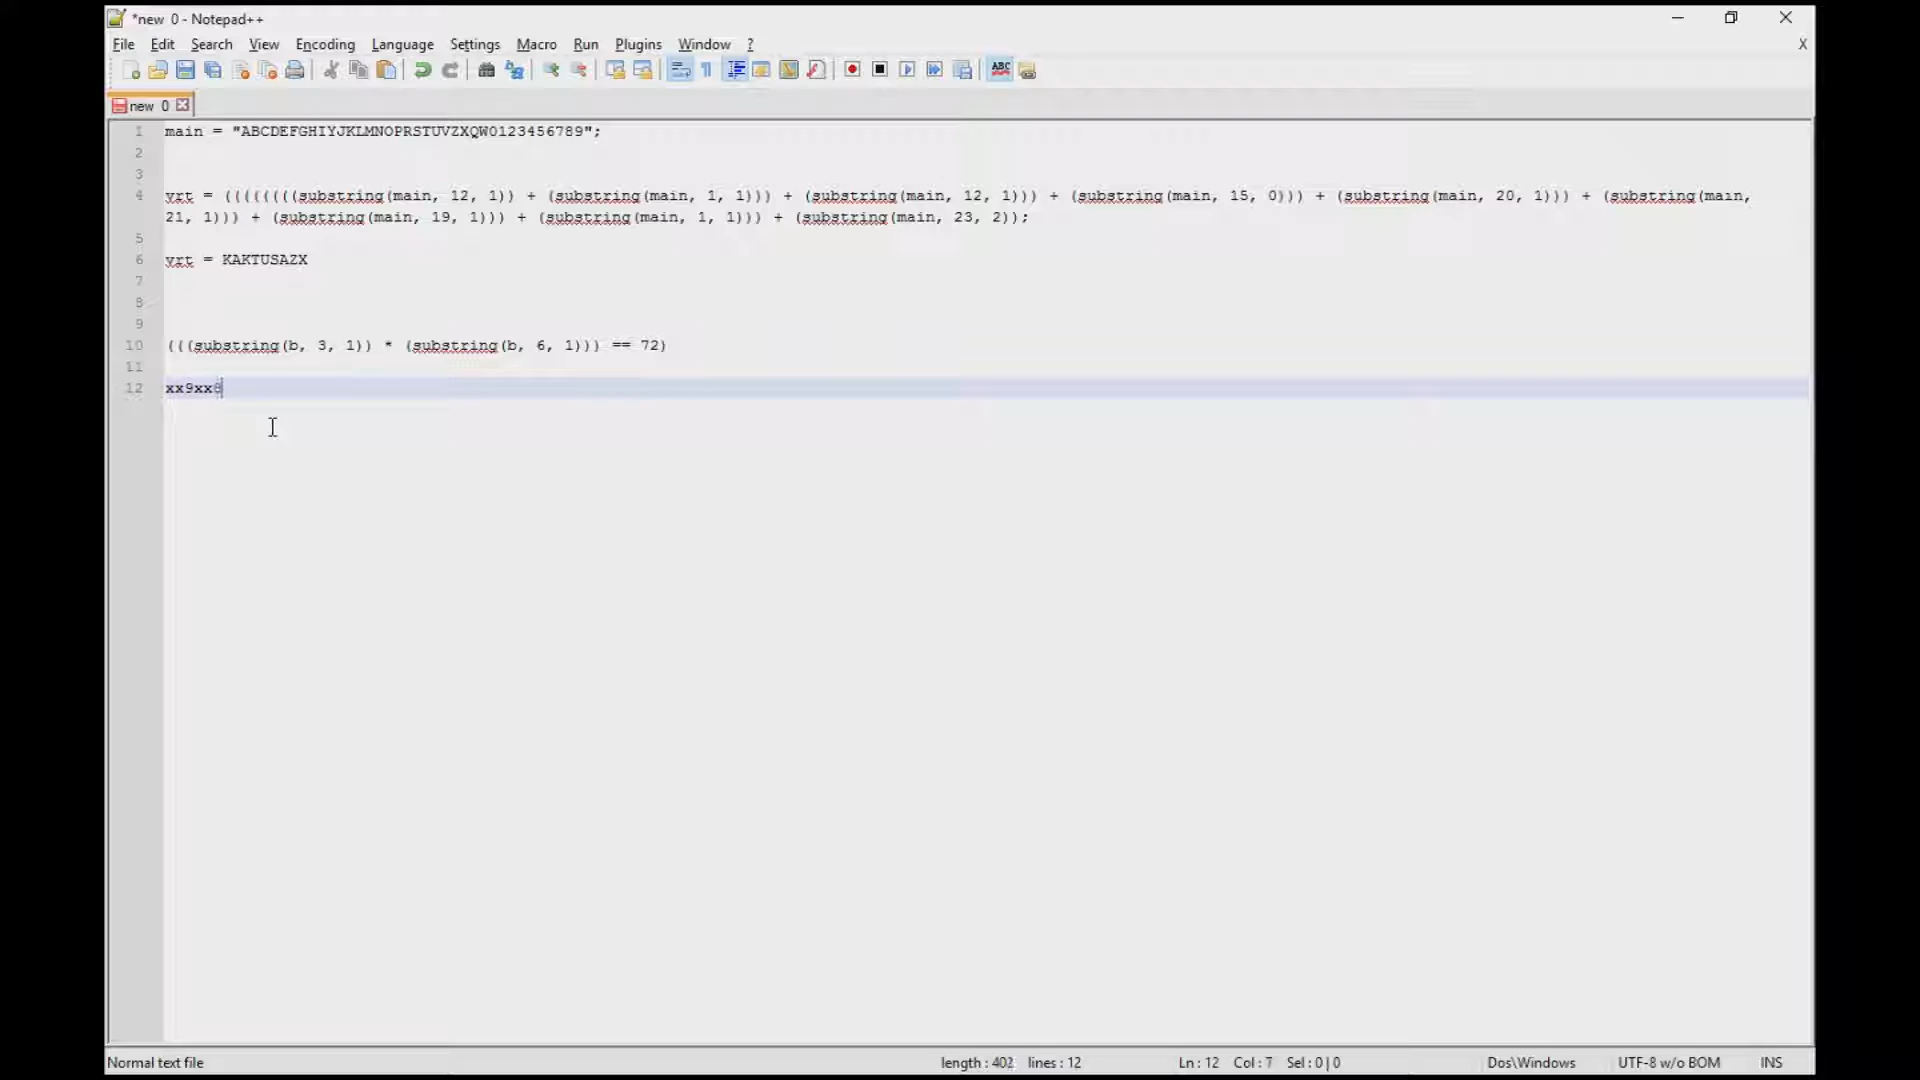 *new 0 - Notepad++
File Edit Search View Encoding Language Settings Macro Run Plugins Window ? X
new 0
1 main = "ABCDEFGHIYJKLMNOPRSTUVZXQW0123456789";
2
3
4 vrt = ((((((((substring(main, 12, 1)) + (substring(main, 1, 1))) + (substring(main, 12, 1))) + (substring(main, 15, 0))) + (substring(main, 20, 1))) + (substring(main,
21, 1))) + (substring(main, 19, 1))) + (substring(main, 1, 1))) + (substring(main, 23, 2));
5
6 vrt = KAKTUSAZX
7
8
9
10 (((substring(b, 3, 1)) * (substring(b, 6, 1))) == 72)
11
12 xx9xx8
Normal text file length : 402 lines : 12 Ln : 12 Col : 7 Sel : 0 | 0 Dos\Windows UTF-8 w/o BOM INS